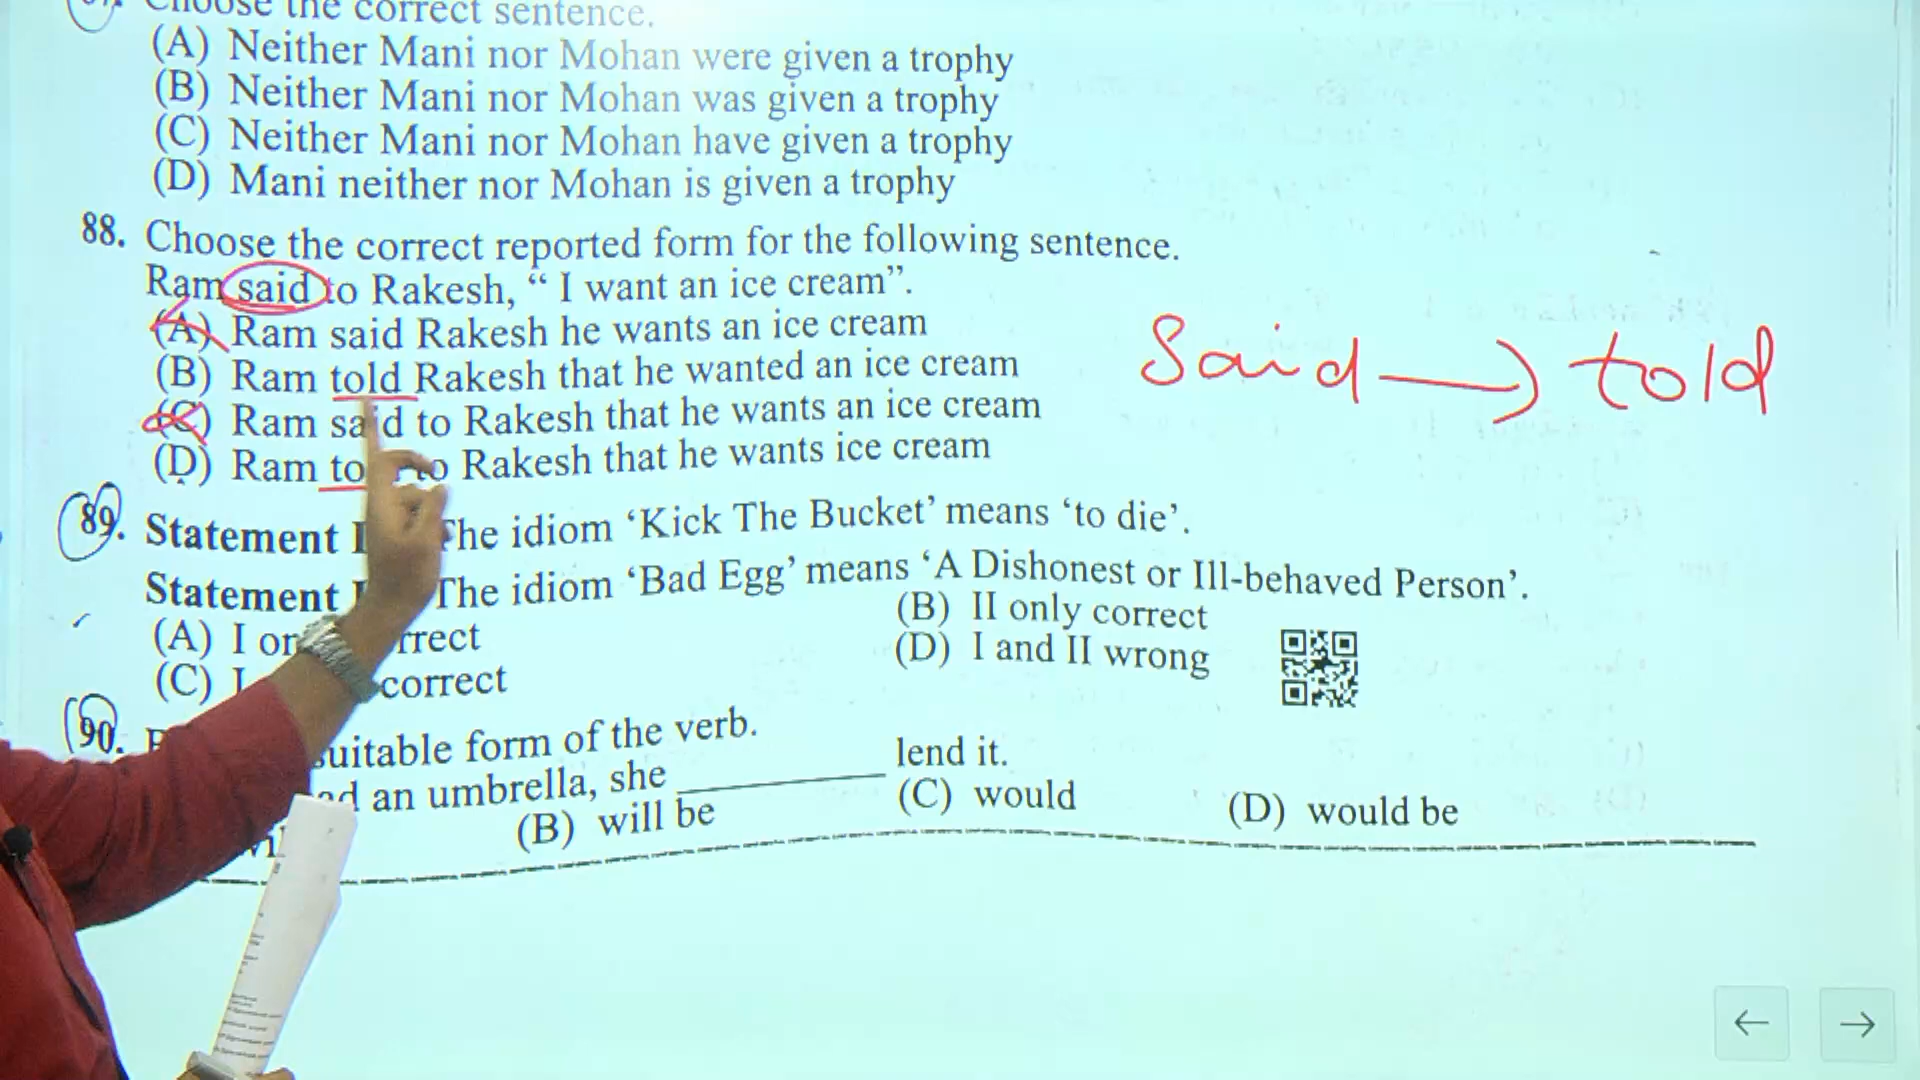 Choose the correct sentence.
(A) Neither Mani nor Mohan were given a trophy
(B) Neither Mani nor Mohan was given a trophy
(C) Neither Mani nor Mohan have given a trophy
(D) Mani neither nor Mohan is given a trophy
88. Choose the correct reported form for the following sentence.
Ram said to Rakesh, “ I want an ice cream”.
(A) Ram said Rakesh he wants an ice cream
(B) Ram told Rakesh that he wanted an ice cream
Said → told
(C) Ram said to Rakesh that he wants an ice cream
(D) Ram to Rakesh that he wants ice cream
89. Statement The idiom ‘Kick The Bucket’ means ‘to die’.
Statement The idiom ‘Bad Egg’ means ‘A Dishonest or Ill-behaved Person’.
(A) I
(B) II only correct
(C) correct
(D) I and II wrong
90. suitable form of the verb.
an umbrella, she __________ lend it.
(B) will be (C) would (D) would be